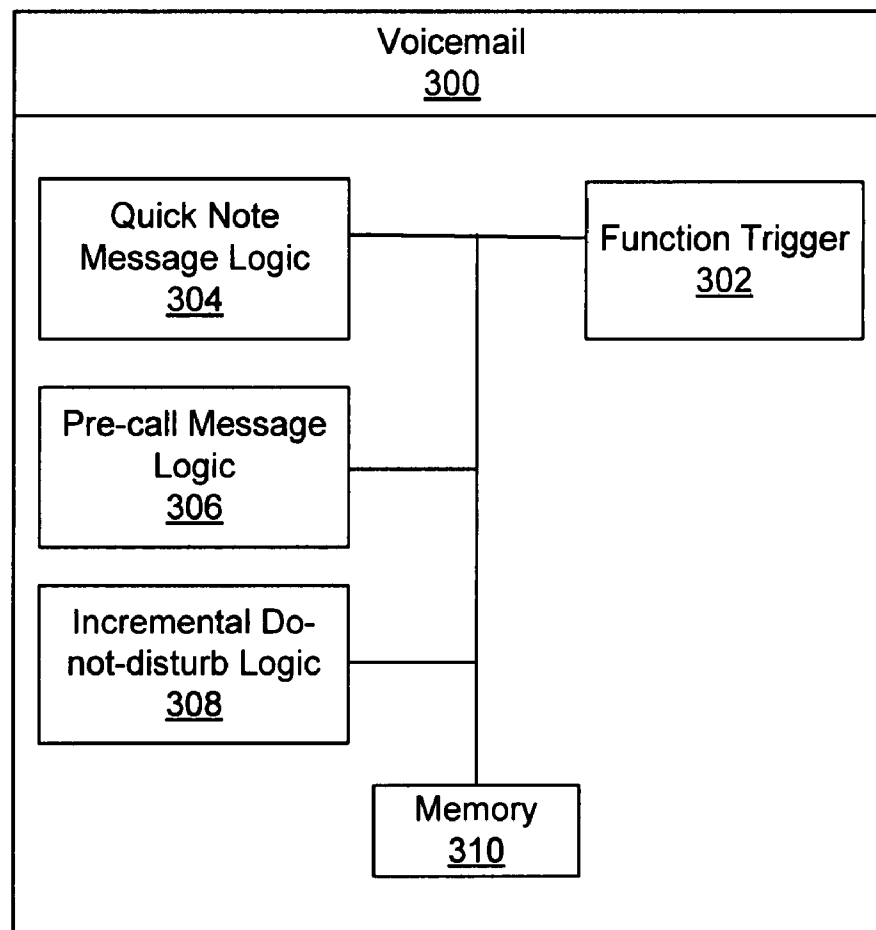 Voicemail
300
Quick Note
Message Logic
304
Function Trigger
302
Pre-call Message
Logic
306
Incremental Do-
not-disturb Logic
308
Memory
310